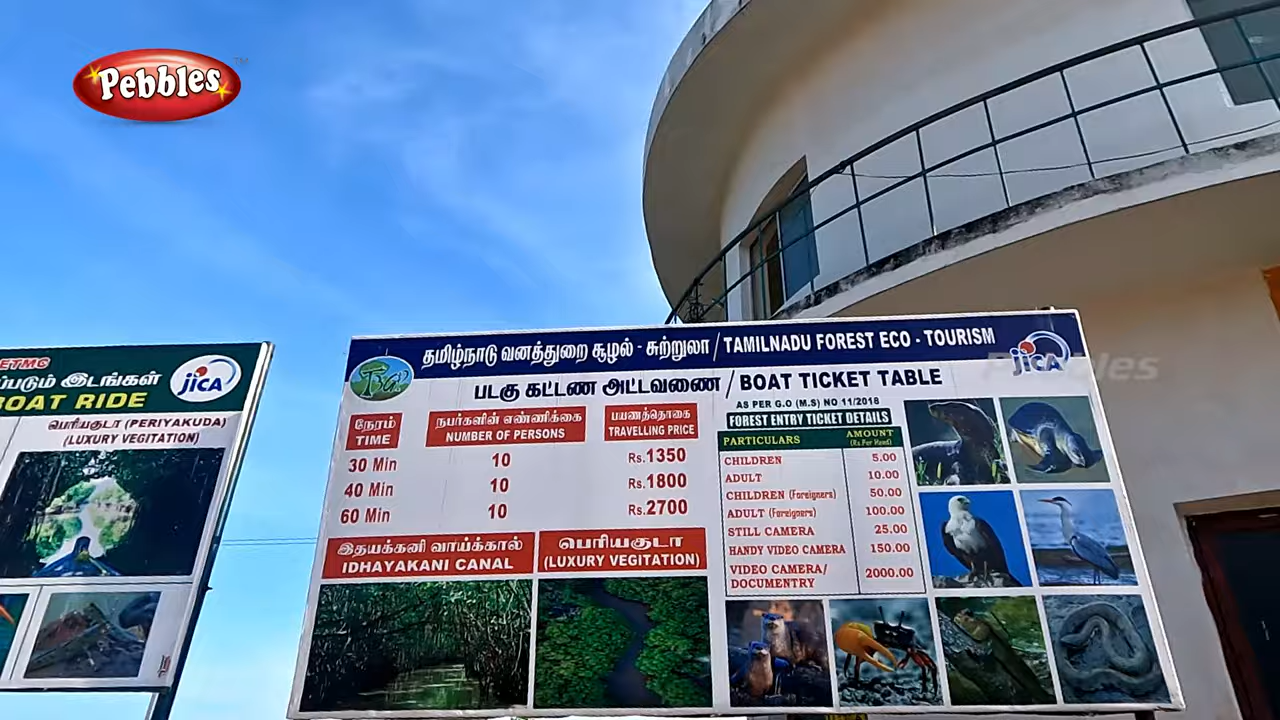 Pebbles
TM
ETMC
ப்படும் இடங்கள்
BOAT RIDE
JICA
பெரியகுடா (PERIYAKUDA)
(LUXURY VEGITATION)
தமிழ்நாடு வனத்துறை சூழல் - சுற்றுலா / TAMILNADU FOREST ECO - TOURISM
JICA
படகு கட்டண அட்டவணை / BOAT TICKET TABLE
AS PER G.O (M.S) NO 11/2018
நேரம்
TIME
நபர்களின் எண்ணிக்கை
NUMBER OF PERSONS
பயணத்தொகை
TRAVELLING PRICE
30 Min 10 Rs.1350
40 Min 10 Rs.1800
60 Min 10 Rs.2700
FOREST ENTRY TICKET DETAILS
PARTICULARS AMOUNT
(Rs.Per Head)
CHILDREN 5.00
ADULT 10.00
CHILDREN (Foreigners) 50.00
ADULT (Foreigners) 100.00
STILL CAMERA 25.00
HANDY VIDEO CAMERA 150.00
VIDEO CAMERA/
DOCUMENTRY 2000.00
இதயக்கனி வாய்க்கால்
IDHAYAKANI CANAL
பெரியகுடா
(LUXURY VEGITATION)
Pebbles